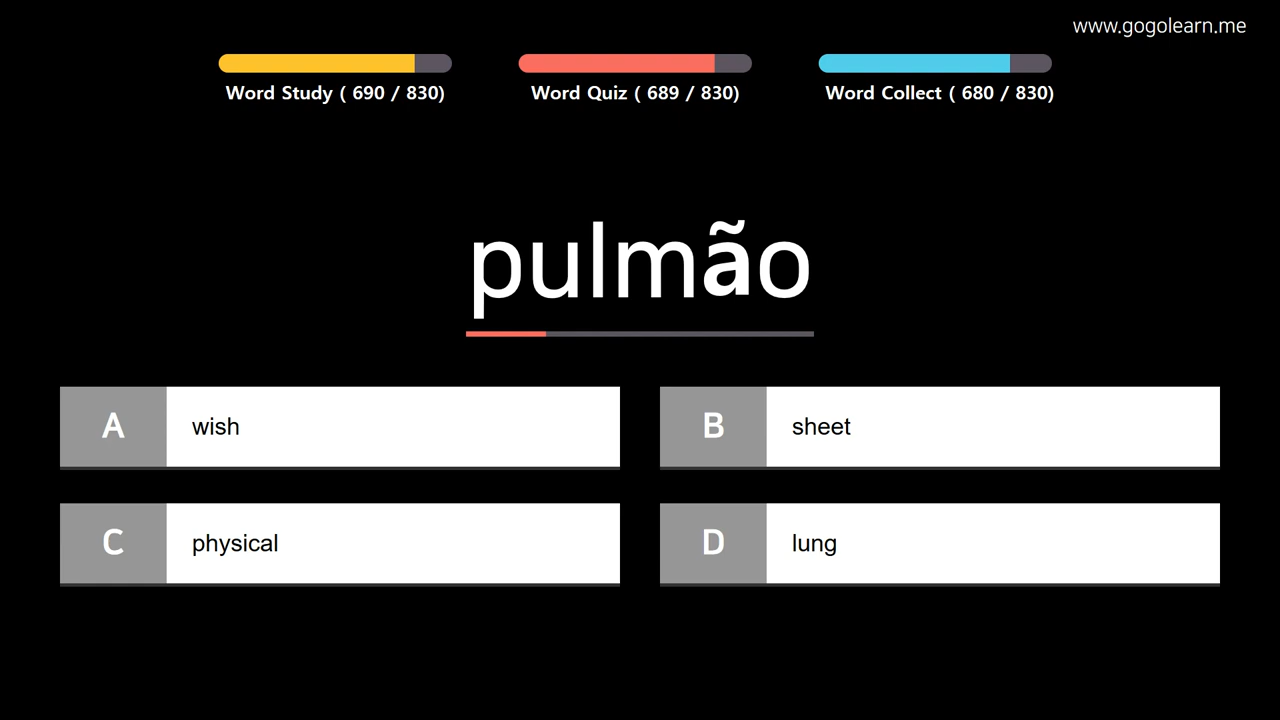 www.gogolearn.me
Word Study ( 690 / 830)
Word Quiz ( 689 / 830)
Word Collect ( 680 / 830)
pulmão
A wish
B sheet
C physical
D lung